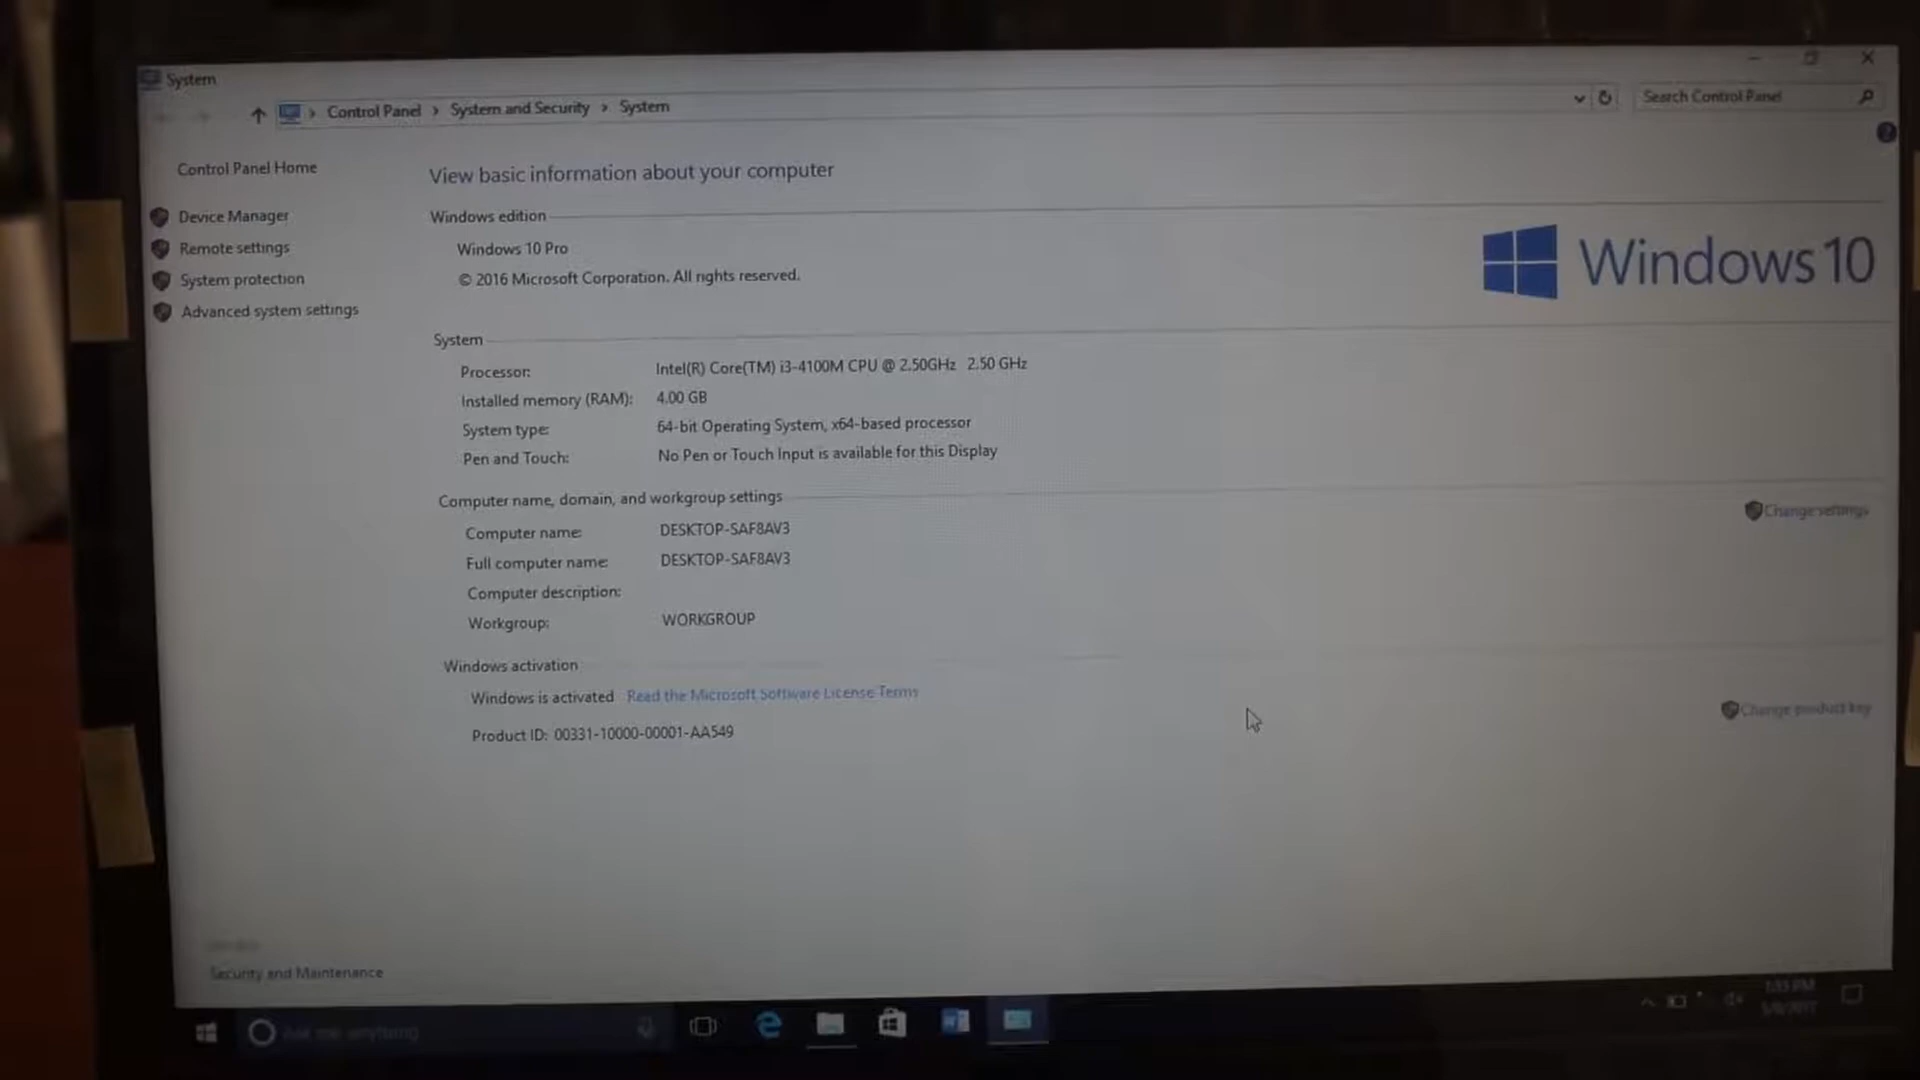 System
Control Panel > System and Security > System
Search Control Panel
Control Panel Home
Device Manager
Remote settings
System protection
Advanced system settings
View basic information about your computer
Windows edition
Windows 10 Pro
© 2016 Microsoft Corporation. All rights reserved.
Windows 10
System
Processor: Intel(R) Core(TM) i3-4100M CPU @ 2.50GHz 2.50 GHz
Installed memory (RAM): 4.00 GB
System type: 64-bit Operating System, x64-based processor
Pen and Touch: No Pen or Touch Input is available for this Display
Computer name, domain, and workgroup settings
Computer name: DESKTOP-SAF8AV3
Change settings
Full computer name: DESKTOP-SAF8AV3
Computer description:
Workgroup: WORKGROUP
Windows activation
Windows is activated Read the Microsoft Software License Terms
Product ID: 00331-10000-00001-AA549
Change product key
Security and Maintenance
Ask me anything